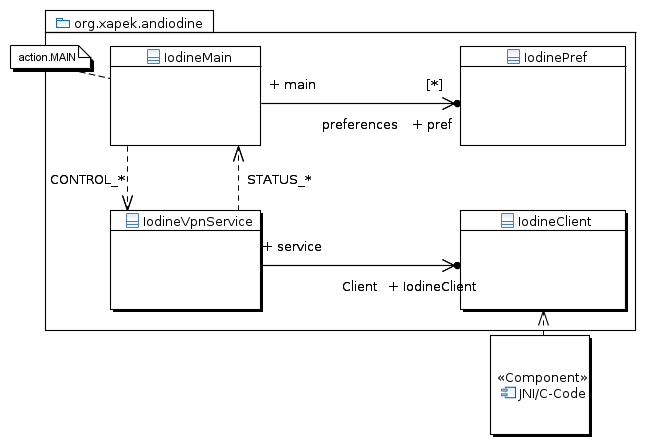 org.xapek.andiodine
action.MAIN
IodineMain
IodinePref
+ main
[*]
preferences + pref
CONTROL_*
STATUS_*
IodineVpnService
IodineClient
+ service
Client + IodineClient
«Component»
JNI/C-Code